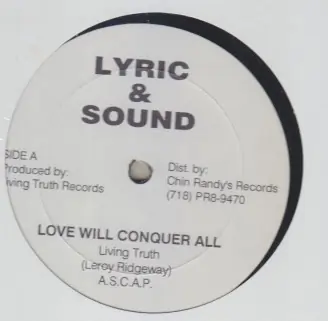 LYRIC
&
SOUND
SIDE A
Produced by:
Living Truth Records
Dist. by:
Chin Randy's Records
(718) PR8-9470
LOVE WILL CONQUER ALL
Living Truth
(Leroy Ridgeway)
A.S.C.A.P.